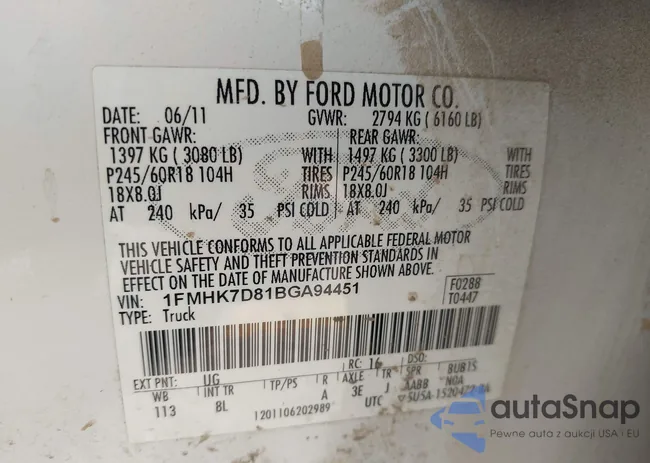 MFD. BY FORD MOTOR CO.
DATE: 06/11 GVWR: 2794 KG ( 6160 LB)
FRONT GAWR: REAR GAWR:
1397 KG ( 3080 LB) WITH 1497 KG ( 3300 LB) WITH
P245/60R18 104H TIRES P245/60R18 104H TIRES
18X8.0J RIMS 18X8.0J RIMS
AT 240 kPa/ 35 PSI COLD AT 240 kPa/ 35 PSI COLD
THIS VEHICLE CONFORMS TO ALL APPLICABLE FEDERAL MOTOR
VEHICLE SAFETY AND THEFT PREVENTION STANDARDS IN
EFFECT ON THE DATE OF MANUFACTURE SHOWN ABOVE.
VIN: 1FMHK7D81BGA94451 F0288
TYPE: Truck T0447
EXT PNT: UG RC: 16 DSO:
WB INT TR TP/PS R AXLE TR SPR BUB1S
113 8L A 3E J AABB NOA
1201106202989 UTC
autoSnap
Pewne auta z aukcji USA i EU